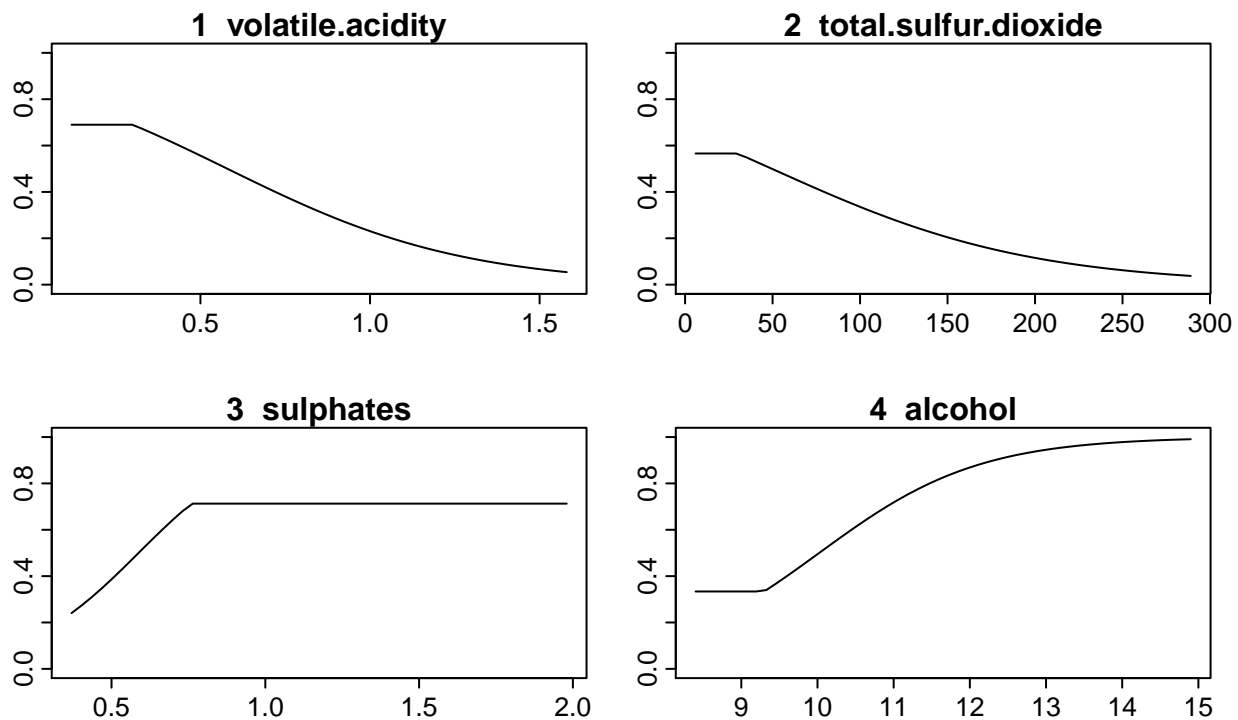 1 volatile.acidity
0.0 0.4 0.8
0.5 1.0 1.5
2 total.sulfur.dioxide
0.0 0.4 0.8
0 50 100 150 200 250 300
3 sulphates
0.0 0.4 0.8
0.5 1.0 1.5 2.0
4 alcohol
0.0 0.4 0.8
9 10 11 12 13 14 15